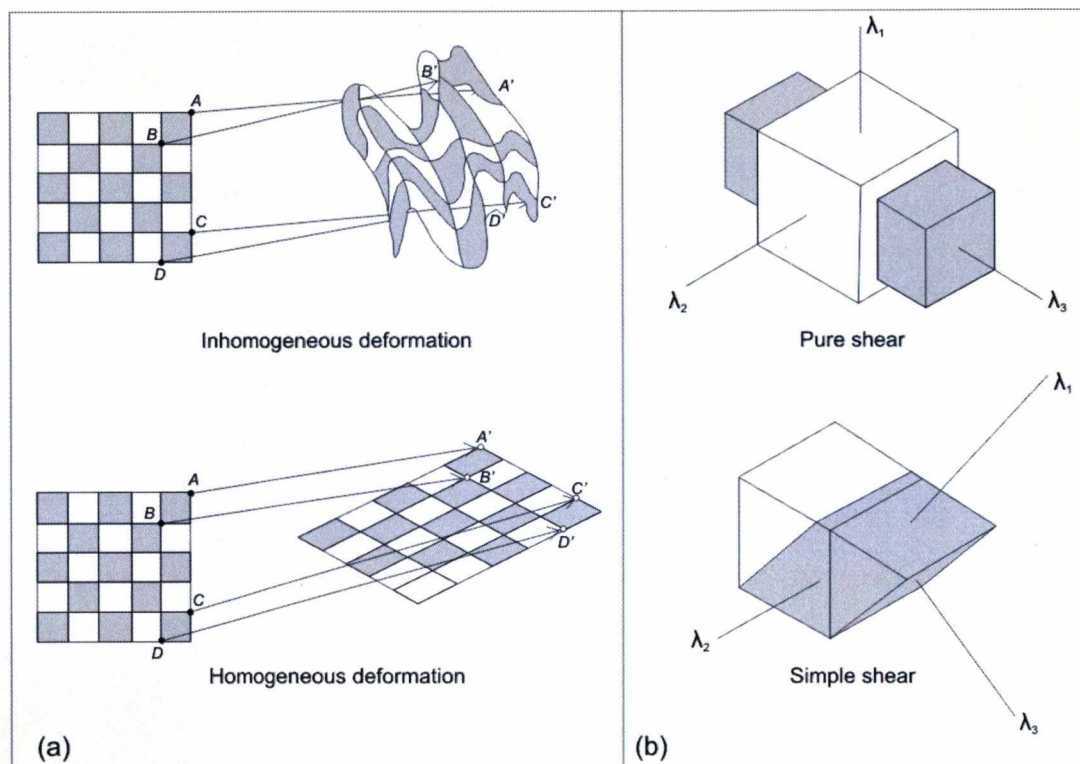 A
B
C
D
B'
A'
C'
D'
Inhomogeneous deformation
A
B
C
D
A'
B'
C'
D'
Homogeneous deformation
(a)
λ₁
λ₂
λ₃
Pure shear
λ₁
λ₂
λ₃
Simple shear
(b)